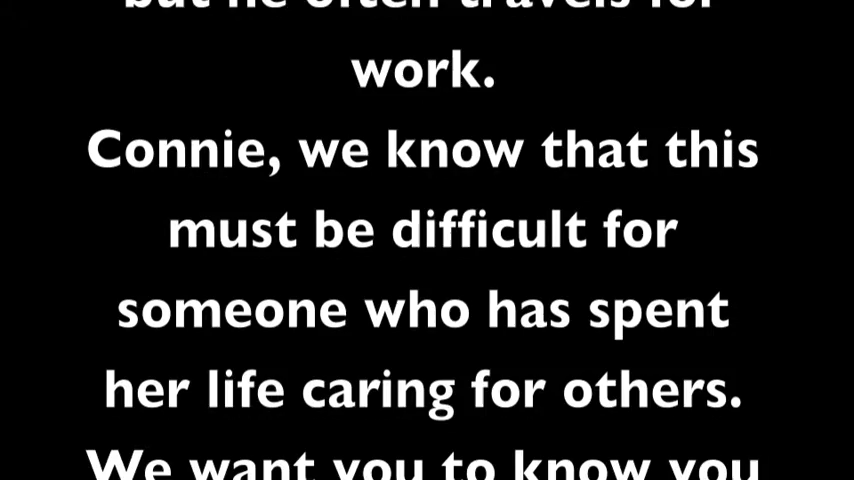 but he often travels for
work.
Connie, we know that this
must be difficult for
someone who has spent
her life caring for others.
We want you to know you